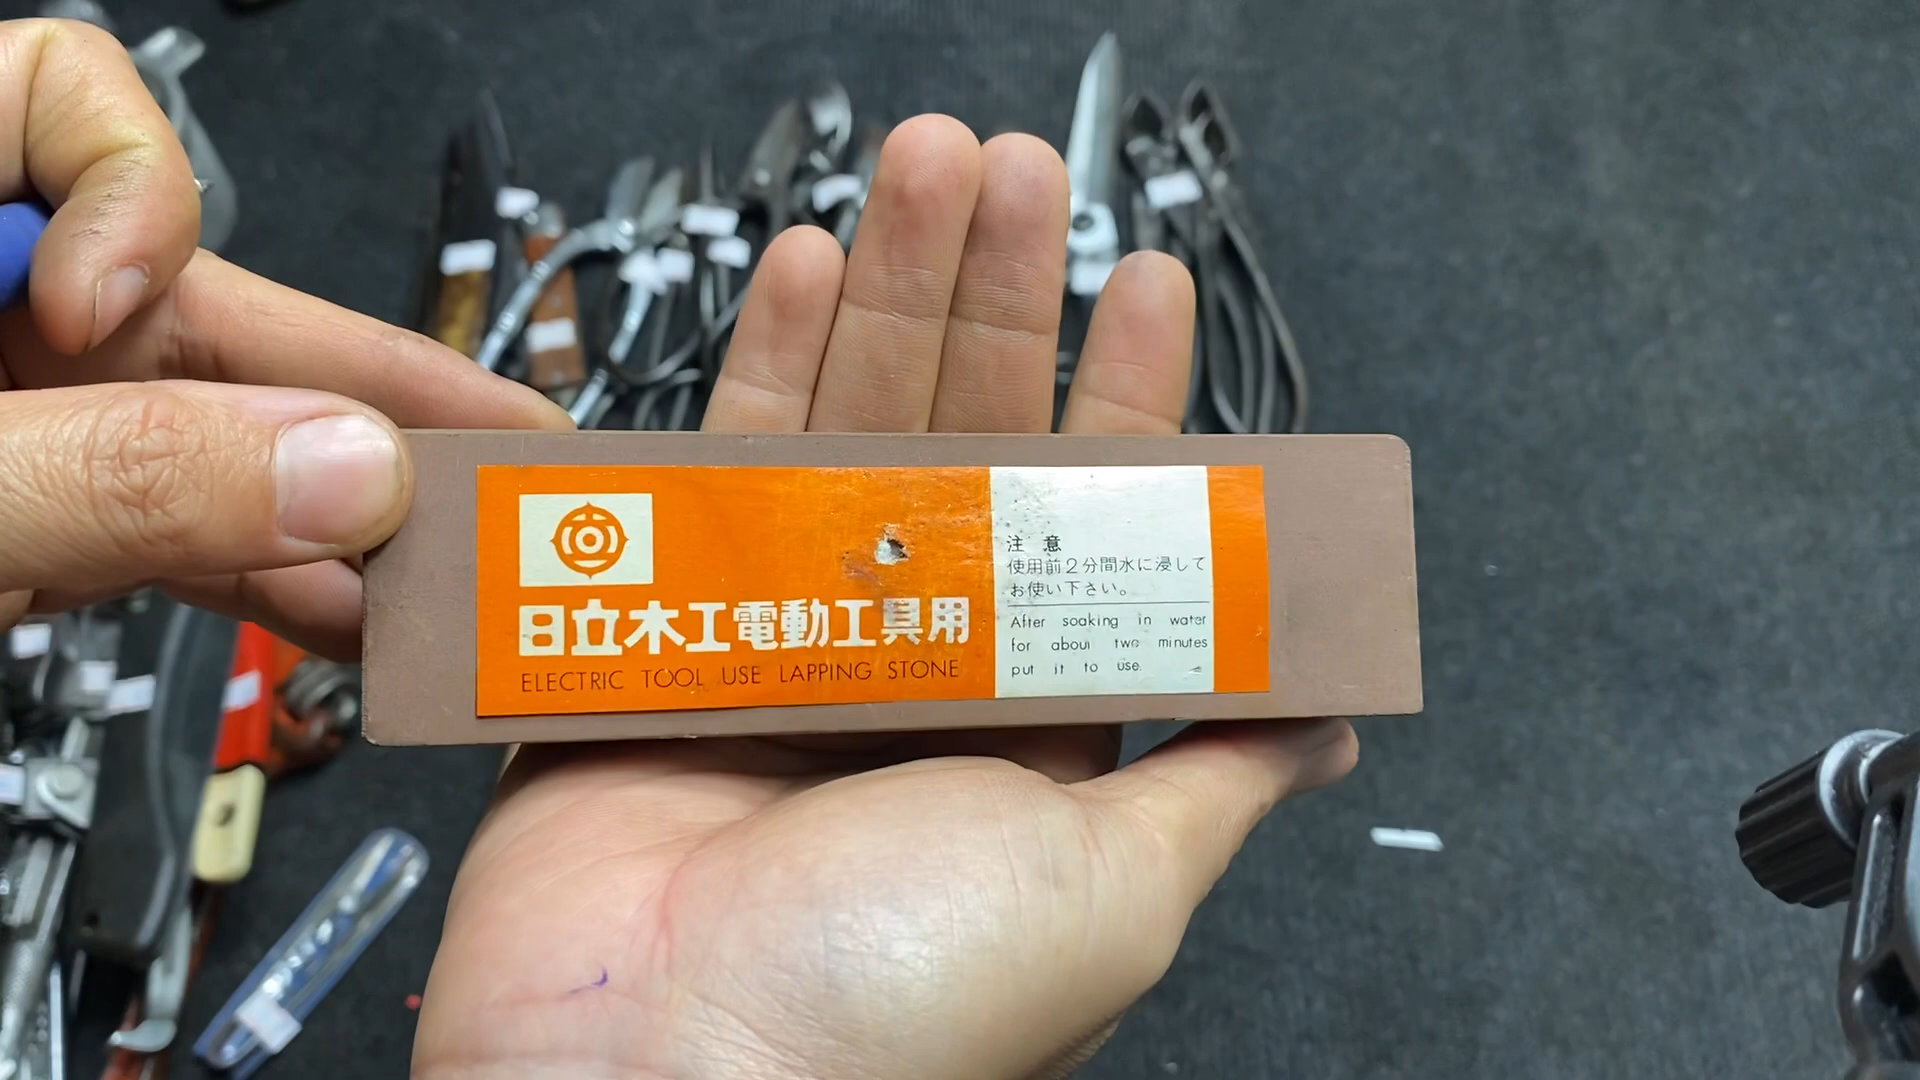 日立木工電動工具用
ELECTRIC TOOL USE LAPPING STONE
注 意
使用前2分間水に浸して
お使い下さい。
After soaking in water
for about two minutes
put it to use.